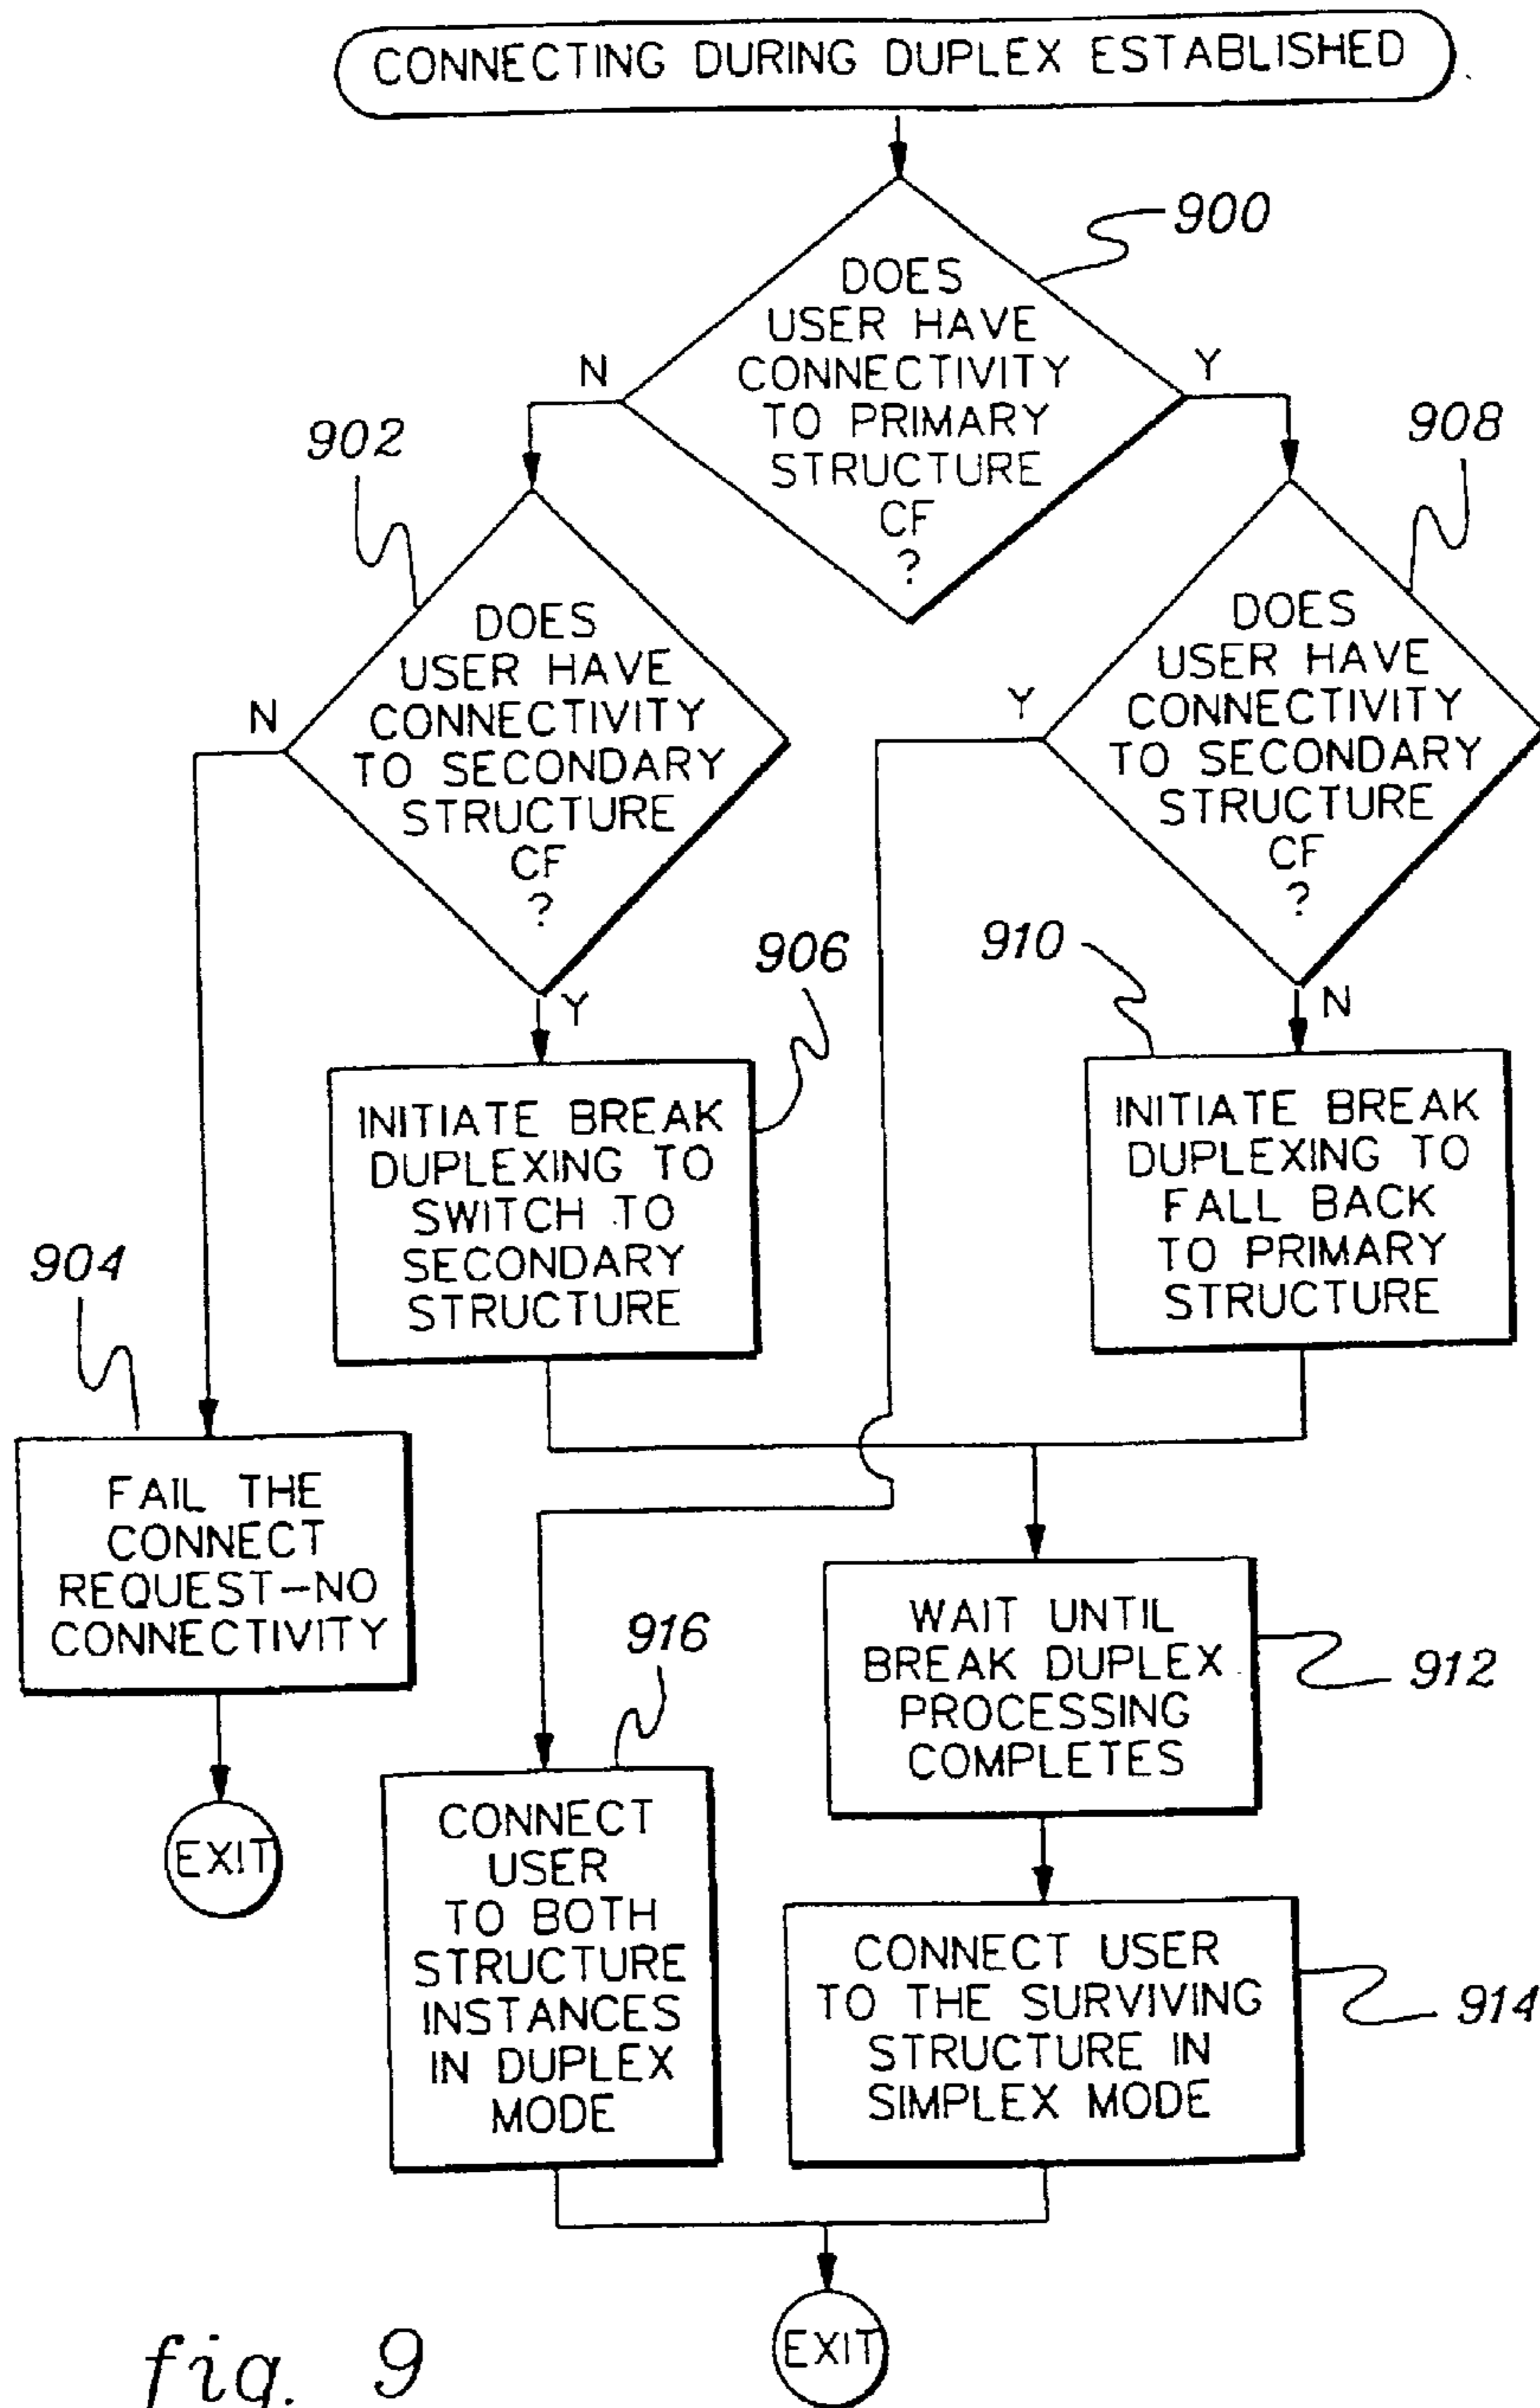 CONNECTING DURING DUPLEX ESTABLISHED
900
DOES
USER HAVE
CONNECTIVITY
TO PRIMARY
STRUCTURE
CF
?
N
Y
902
DOES
USER HAVE
CONNECTIVITY
TO SECONDARY
STRUCTURE
CF
?
N
Y
908
DOES
USER HAVE
CONNECTIVITY
TO SECONDARY
STRUCTURE
CF
?
Y
N
906
INITIATE BREAK
DUPLEXING TO
SWITCH TO
SECONDARY
STRUCTURE
910
INITIATE BREAK
DUPLEXING TO
FALL BACK
TO PRIMARY
STRUCTURE
904
FAIL THE
CONNECT
REQUEST-NO
CONNECTIVITY
EXIT
916
CONNECT
USER
TO BOTH
STRUCTURE
INSTANCES
IN DUPLEX
MODE
WAIT UNTIL
BREAK DUPLEX
PROCESSING
COMPLETES
912
CONNECT USER
TO THE SURVIVING
STRUCTURE IN
SIMPLEX MODE
914
EXIT
fig. 9